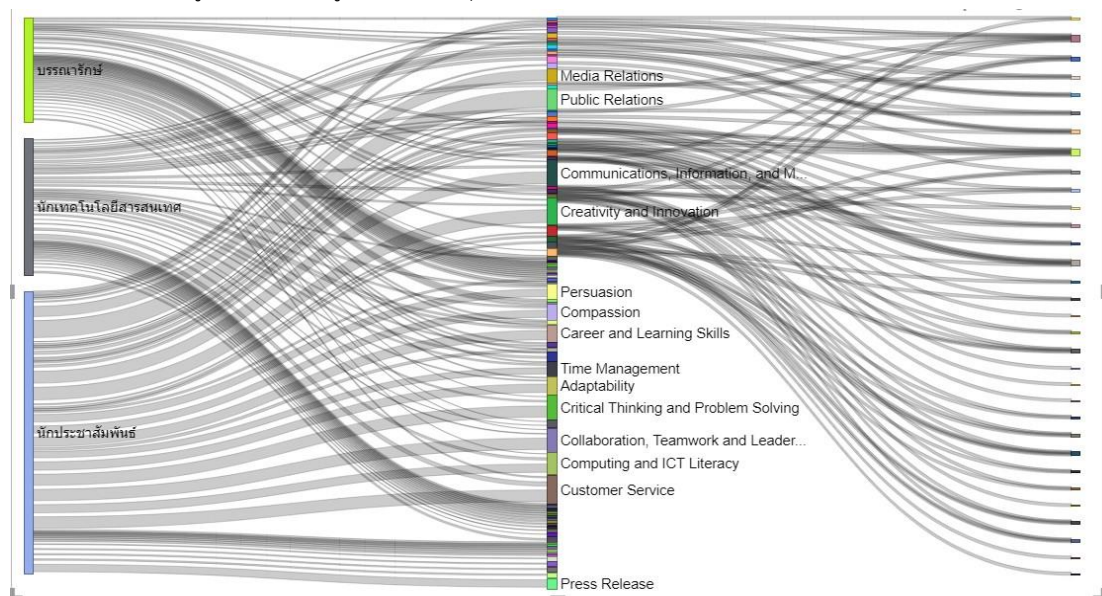 บรรณารักษ์
นักเทคโนโลยีสารสนเทศ
นักประชาสัมพันธ์
Media Relations
Public Relations
Communications, Information, and M...
Creativity and Innovation
Persuasion
Compassion
Career and Learning Skills
Time Management
Adaptability
Critical Thinking and Problem Solving
Collaboration, Teamwork and Leader...
Computing and ICT Literacy
Customer Service
Press Release